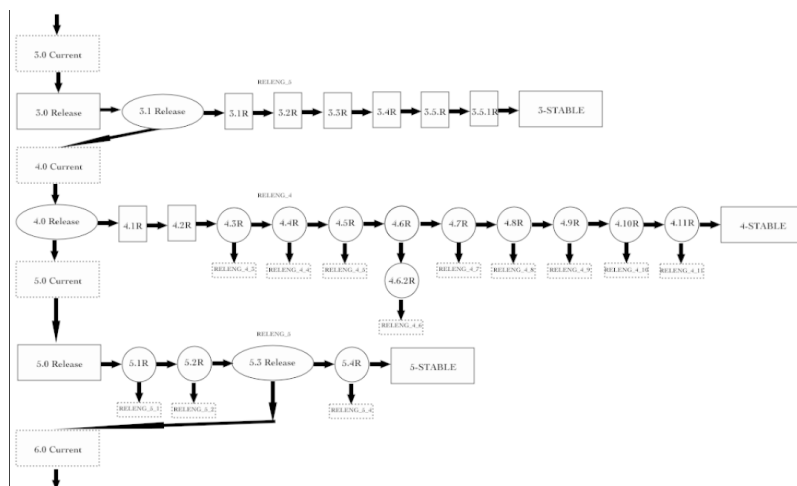 3.0 Current
RELENG_3
3.0 Release
3.1 Release
3.1R
3.2R
3.3R
3.4R
3.5.R
3.5.1R
3-STABLE
4.0 Current
RELENG_4
4.0 Release
4.1R
4.2R
4.3R
4.4R
4.5R
4.6R
4.7R
4.8R
4.9R
4.10R
4.11R
4-STABLE
RELENG_4_3
RELENG_4_4
RELENG_4_5
RELENG_4_7
RELENG_4_8
RELENG_4_9
RELENG_4_10
RELENG_4_11
5.0 Current
4.6.2R
RELENG_4_6
RELENG_5
5.0 Release
5.1R
5.2R
5.3 Release
5.4R
5-STABLE
RELENG_5_1
RELENG_5_2
RELENG_5_4
6.0 Current